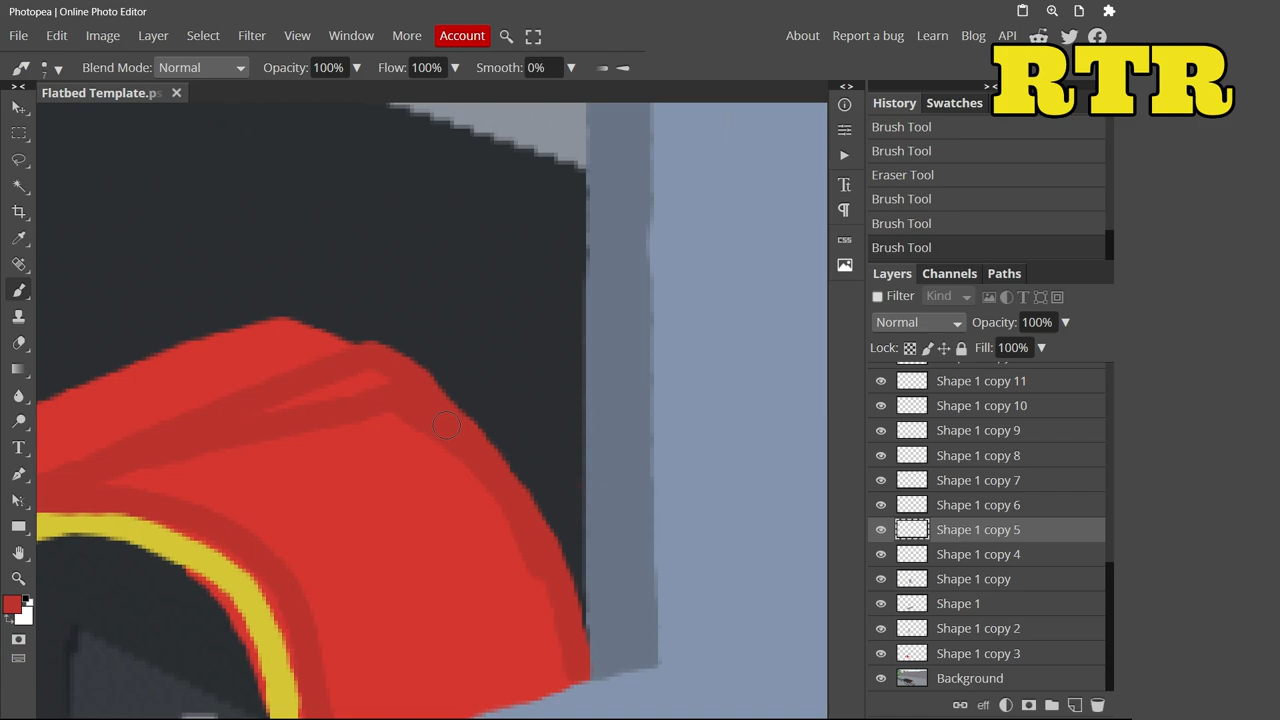 Photopea | Online Photo Editor
File Edit Image Layer Select Filter View Window More Account
About Report a bug Learn Blog API
7 Blend Mode: Normal Opacity: 100% Flow: 100% Smooth: 0%
RTR
Flatbed Template.ps
History Swatches
Brush Tool
Brush Tool
Eraser Tool
Brush Tool
Brush Tool
Brush Tool
CSS
Layers Channels Paths
Filter Kind
Normal Opacity: 100%
Lock: Fill: 100%
Shape 1 copy 11
Shape 1 copy 10
Shape 1 copy 9
Shape 1 copy 8
Shape 1 copy 7
Shape 1 copy 6
Shape 1 copy 5
Shape 1 copy 4
Shape 1 copy
Shape 1
Shape 1 copy 2
Shape 1 copy 3
Background
eff